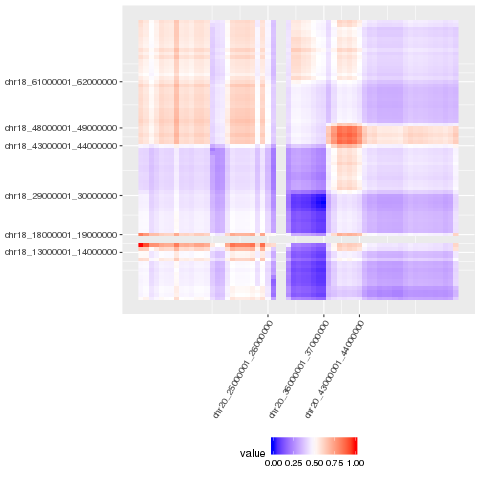 chr18_61000001_62000000
chr18_48000001_49000000
chr18_43000001_44000000
chr18_29000001_30000000
chr18_18000001_19000000
chr18_13000001_14000000
chr20_25000001_26000000
chr20_36000001_37000000
chr20_43000001_44000000
value
0.00 0.25 0.50 0.75 1.00